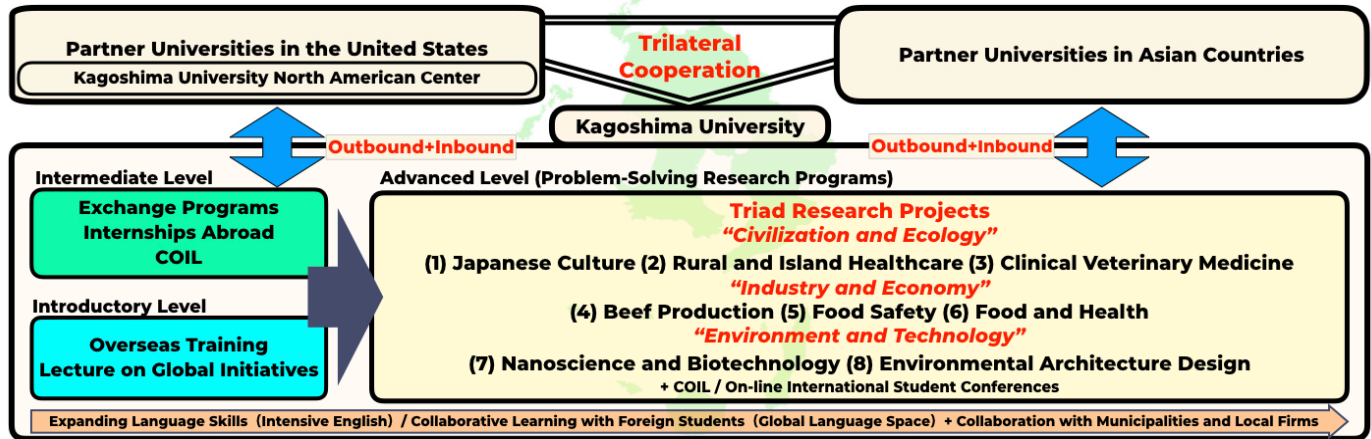 Partner Universities in the United States
Kagoshima University North American Center
Trilateral
Cooperation
Partner Universities in Asian Countries
Kagoshima University
Outbound+Inbound
Outbound+Inbound
Intermediate Level
Exchange Programs
Internships Abroad
COIL
Introductory Level
Overseas Training
Lecture on Global Initiatives
Advanced Level (Problem-Solving Research Programs)
Triad Research Projects
“Civilization and Ecology”
(1) Japanese Culture (2) Rural and Island Healthcare (3) Clinical Veterinary Medicine
“Industry and Economy”
(4) Beef Production (5) Food Safety (6) Food and Health
“Environment and Technology”
(7) Nanoscience and Biotechnology (8) Environmental Architecture Design
+ COIL / On-line International Student Conferences
Expanding Language Skills（Intensive English）/ Collaborative Learning with Foreign Students（Global Language Space）+ Collaboration with Municipalities and Local Firms